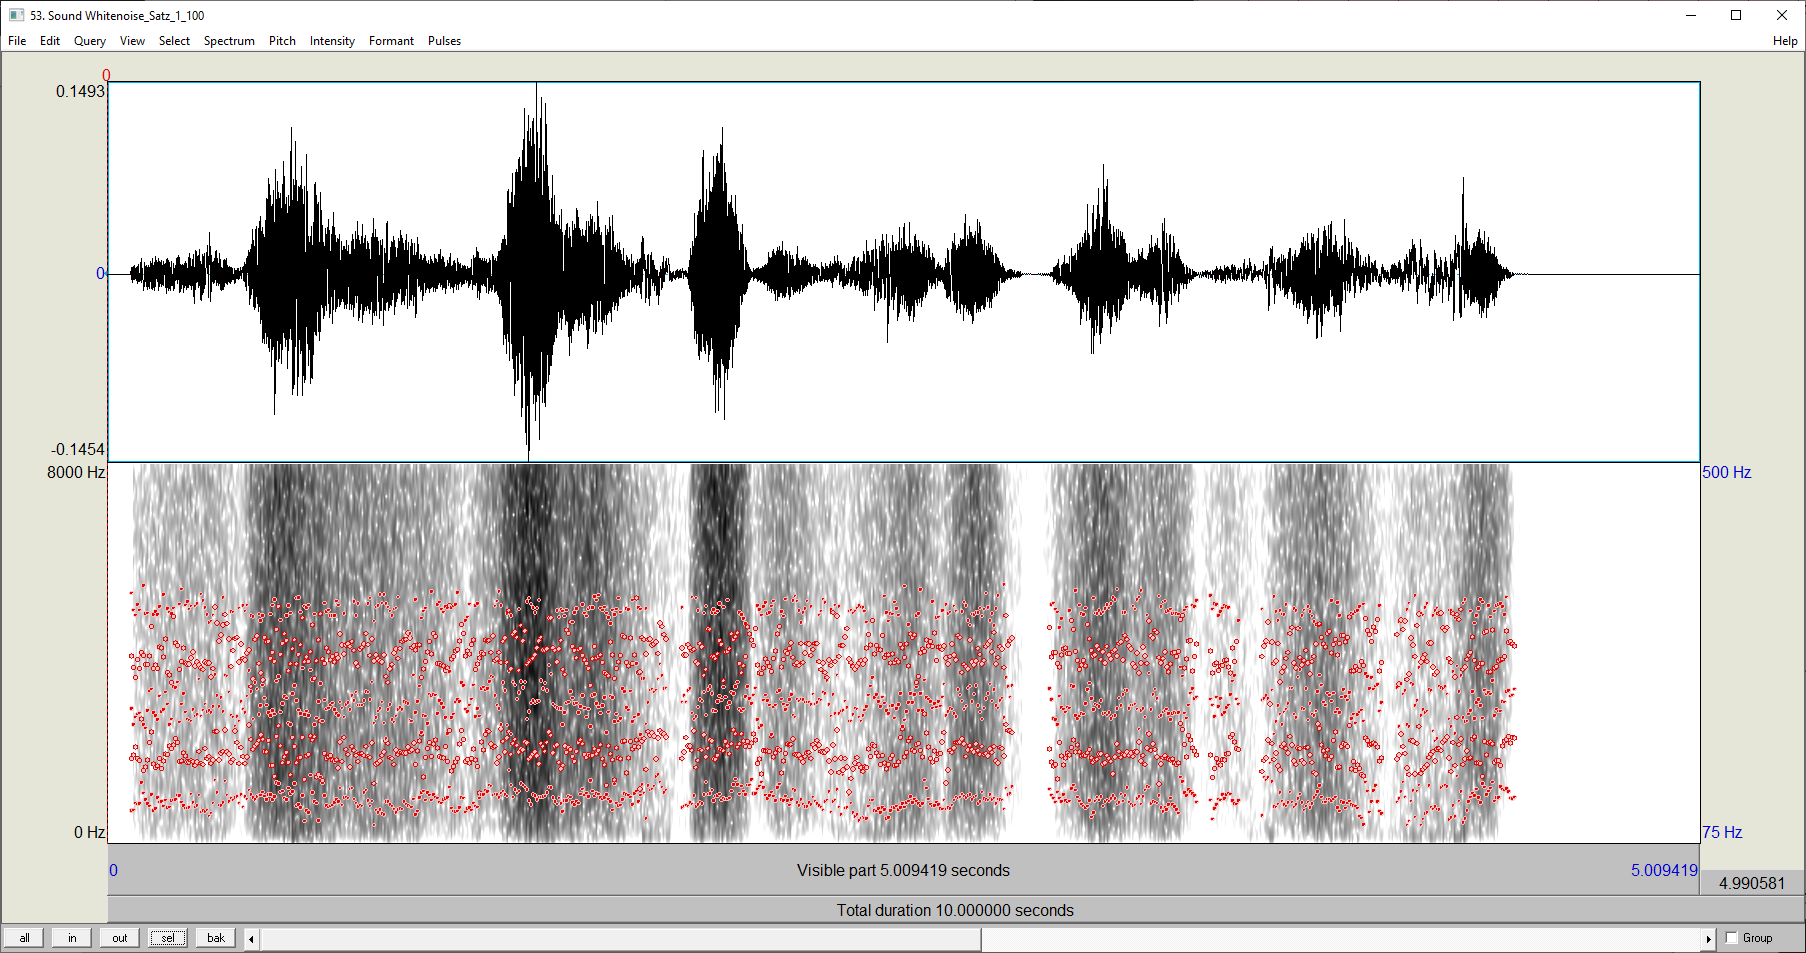 53. Sound Whitenoise_Satz_1_100
File Edit Query View Select Spectrum Pitch Intensity Formant Pulses Help
0
0.1493
0
-0.1454
8000 Hz 500 Hz
0 Hz 75 Hz
0 Visible part 5.009419 seconds 5.009419
4.990581
Total duration 10.000000 seconds
all in out sel bak Group